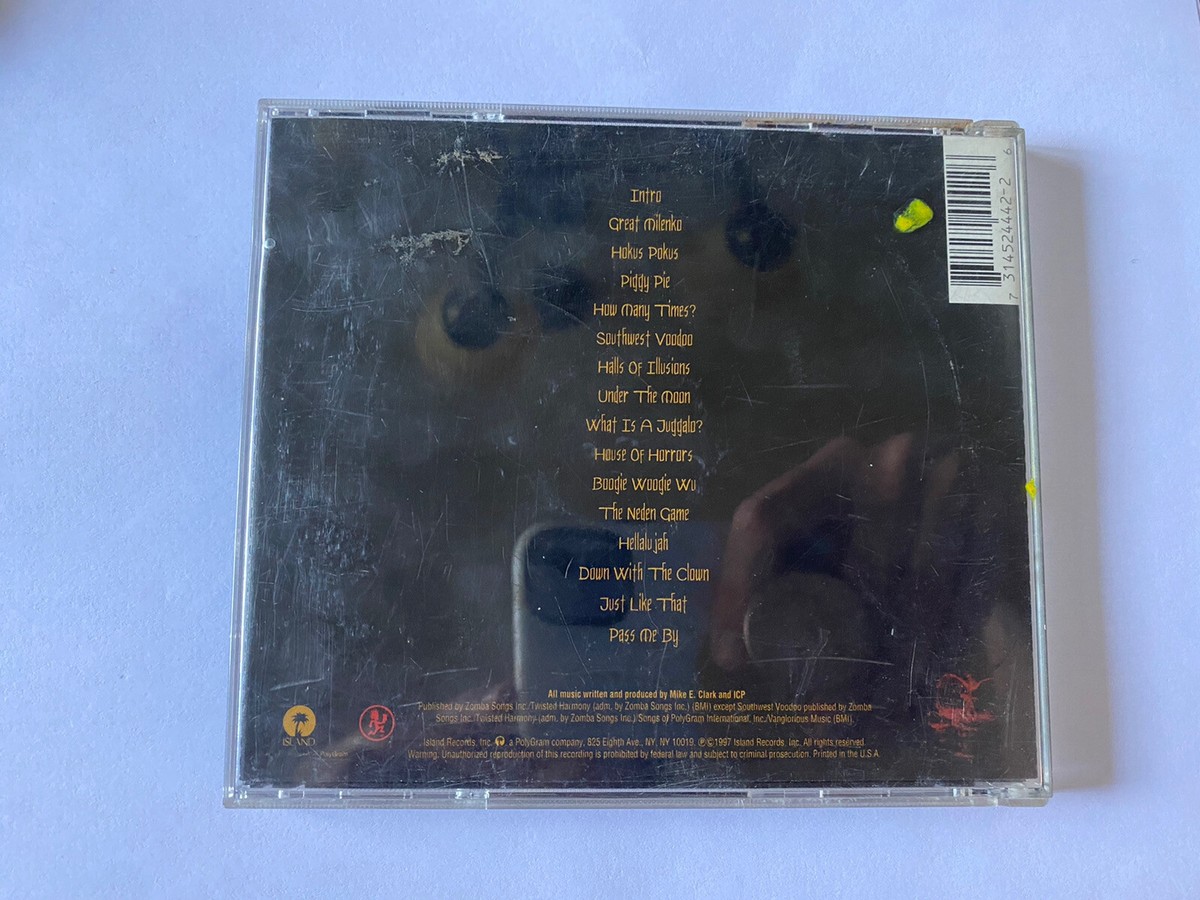 Intro
Great Milenko
Hokus Pokus
Piggy Pie
How Many Times?
Southwest Voodoo
Halls Of Illusions
Under The Moon
What Is A Juggalo?
House Of Horrors
Boogie Woogie Wu
The Neden Game
Hellalujah
Down With The Clown
Just Like That
Pass Me By
7 314524442-2 6
All music written and produced by Mike E. Clark and ICP
Published by Zomba Songs Inc./Twisted Harmony (adm. by Zomba Songs Inc.) (BMI) except Southwest Voodoo published by Zomba
Songs Inc./Twisted Harmony (adm. by Zomba Songs Inc.) Songs of PolyGram International, Inc./Vanglorious Music (BMI).
ISLAND
Island Records, Inc. , a PolyGram company, 825 Eighth Ave., NY, NY 10019. ℗©1997 Island Records, Inc. All rights reserved.
Warning. Unauthorized reproduction of this recording is prohibited by federal law and subject to criminal prosecution. Printed in the U.S.A.